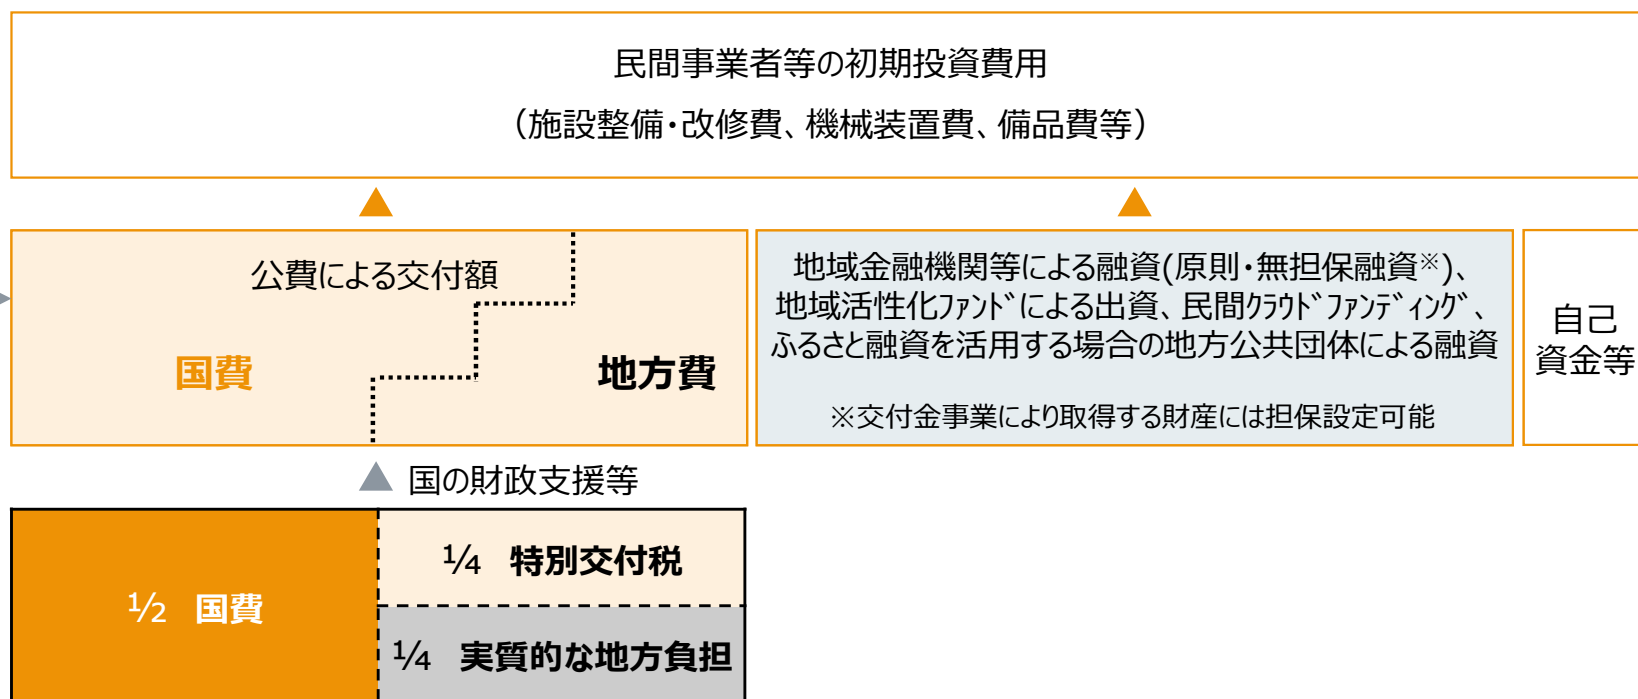 民間事業者等の初期投資費用
（施設整備・改修費、機械装置費、備品費等）
公費による交付額
国費
地方費
地域金融機関等による融資(原則・無担保融資※)、
地域活性化ﾌｧﾝﾄﾞによる出資、民間ｸﾗｳﾄﾞﾌｧﾝﾃﾞｨﾝｸﾞ、
ふるさと融資を活用する場合の地方公共団体による融資
※交付金事業により取得する財産には担保設定可能
自己
資金等
国の財政支援等
½ 国費
¼ 特別交付税
¼ 実質的な地方負担